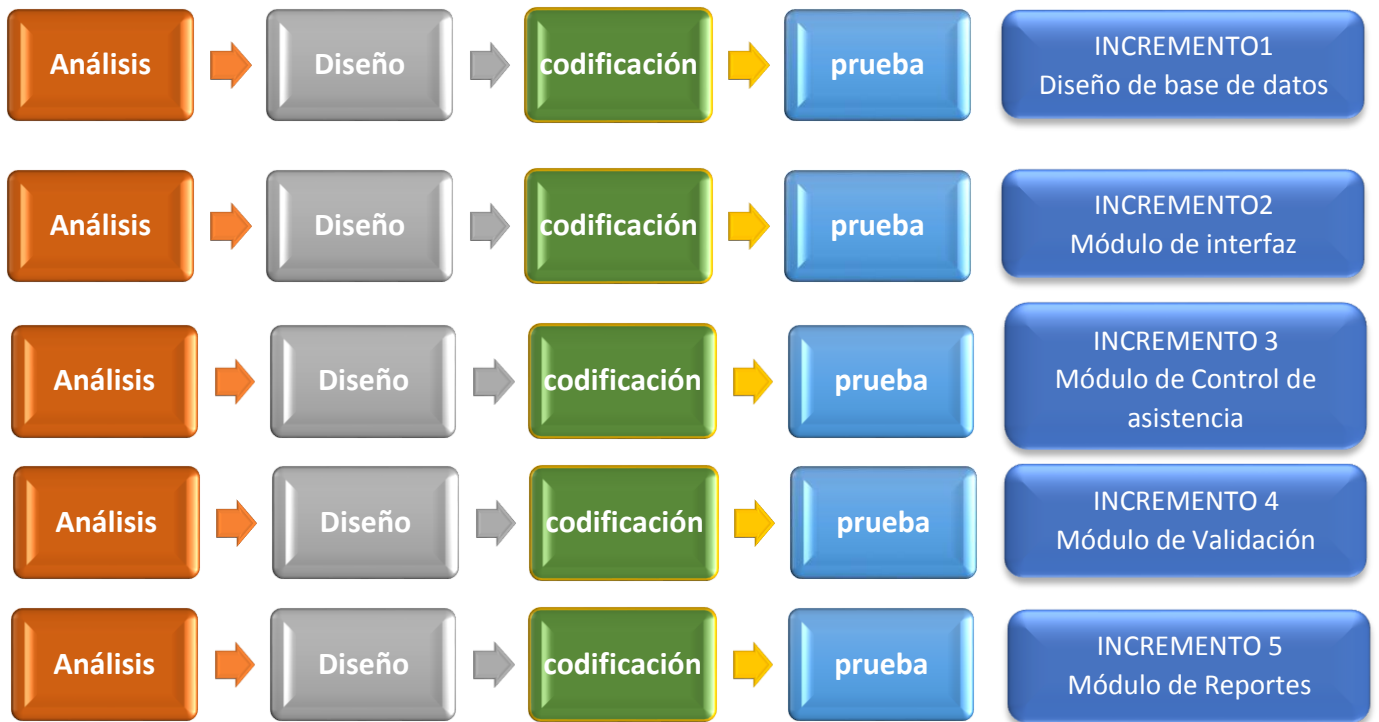 Análisis
Diseño
codificación
prueba
INCREMENTO1
Diseño de base de datos
Análisis
Diseño
codificación
prueba
INCREMENTO2
Módulo de interfaz
Análisis
Diseño
codificación
prueba
INCREMENTO 3
Módulo de Control de
asistencia
Análisis
Diseño
codificación
prueba
INCREMENTO 4
Módulo de Validación
Análisis
Diseño
codificación
prueba
INCREMENTO 5
Módulo de Reportes